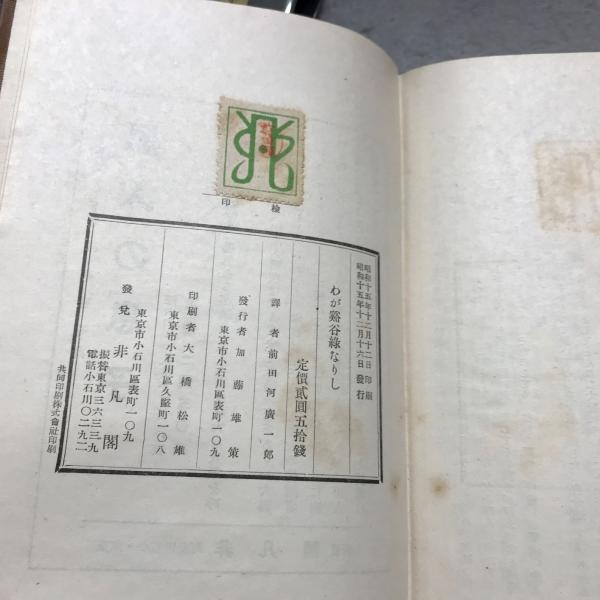 檢印
昭和十五年十二月十二日印刷
昭和十五年十二月十六日發行
わが谿谷綠なりし
定價貳圓五拾錢
譯者 前田河廣一郎
發行者 加藤雄策
東京市小石川區表町一〇九
印刷者 大橋松雄
東京市小石川區久堅町一〇八
發兌 非凡閣
東京市小石川區表町一〇九
振替東京三六三三九
電話小石川〇二九二
共同印刷株式會社印刷